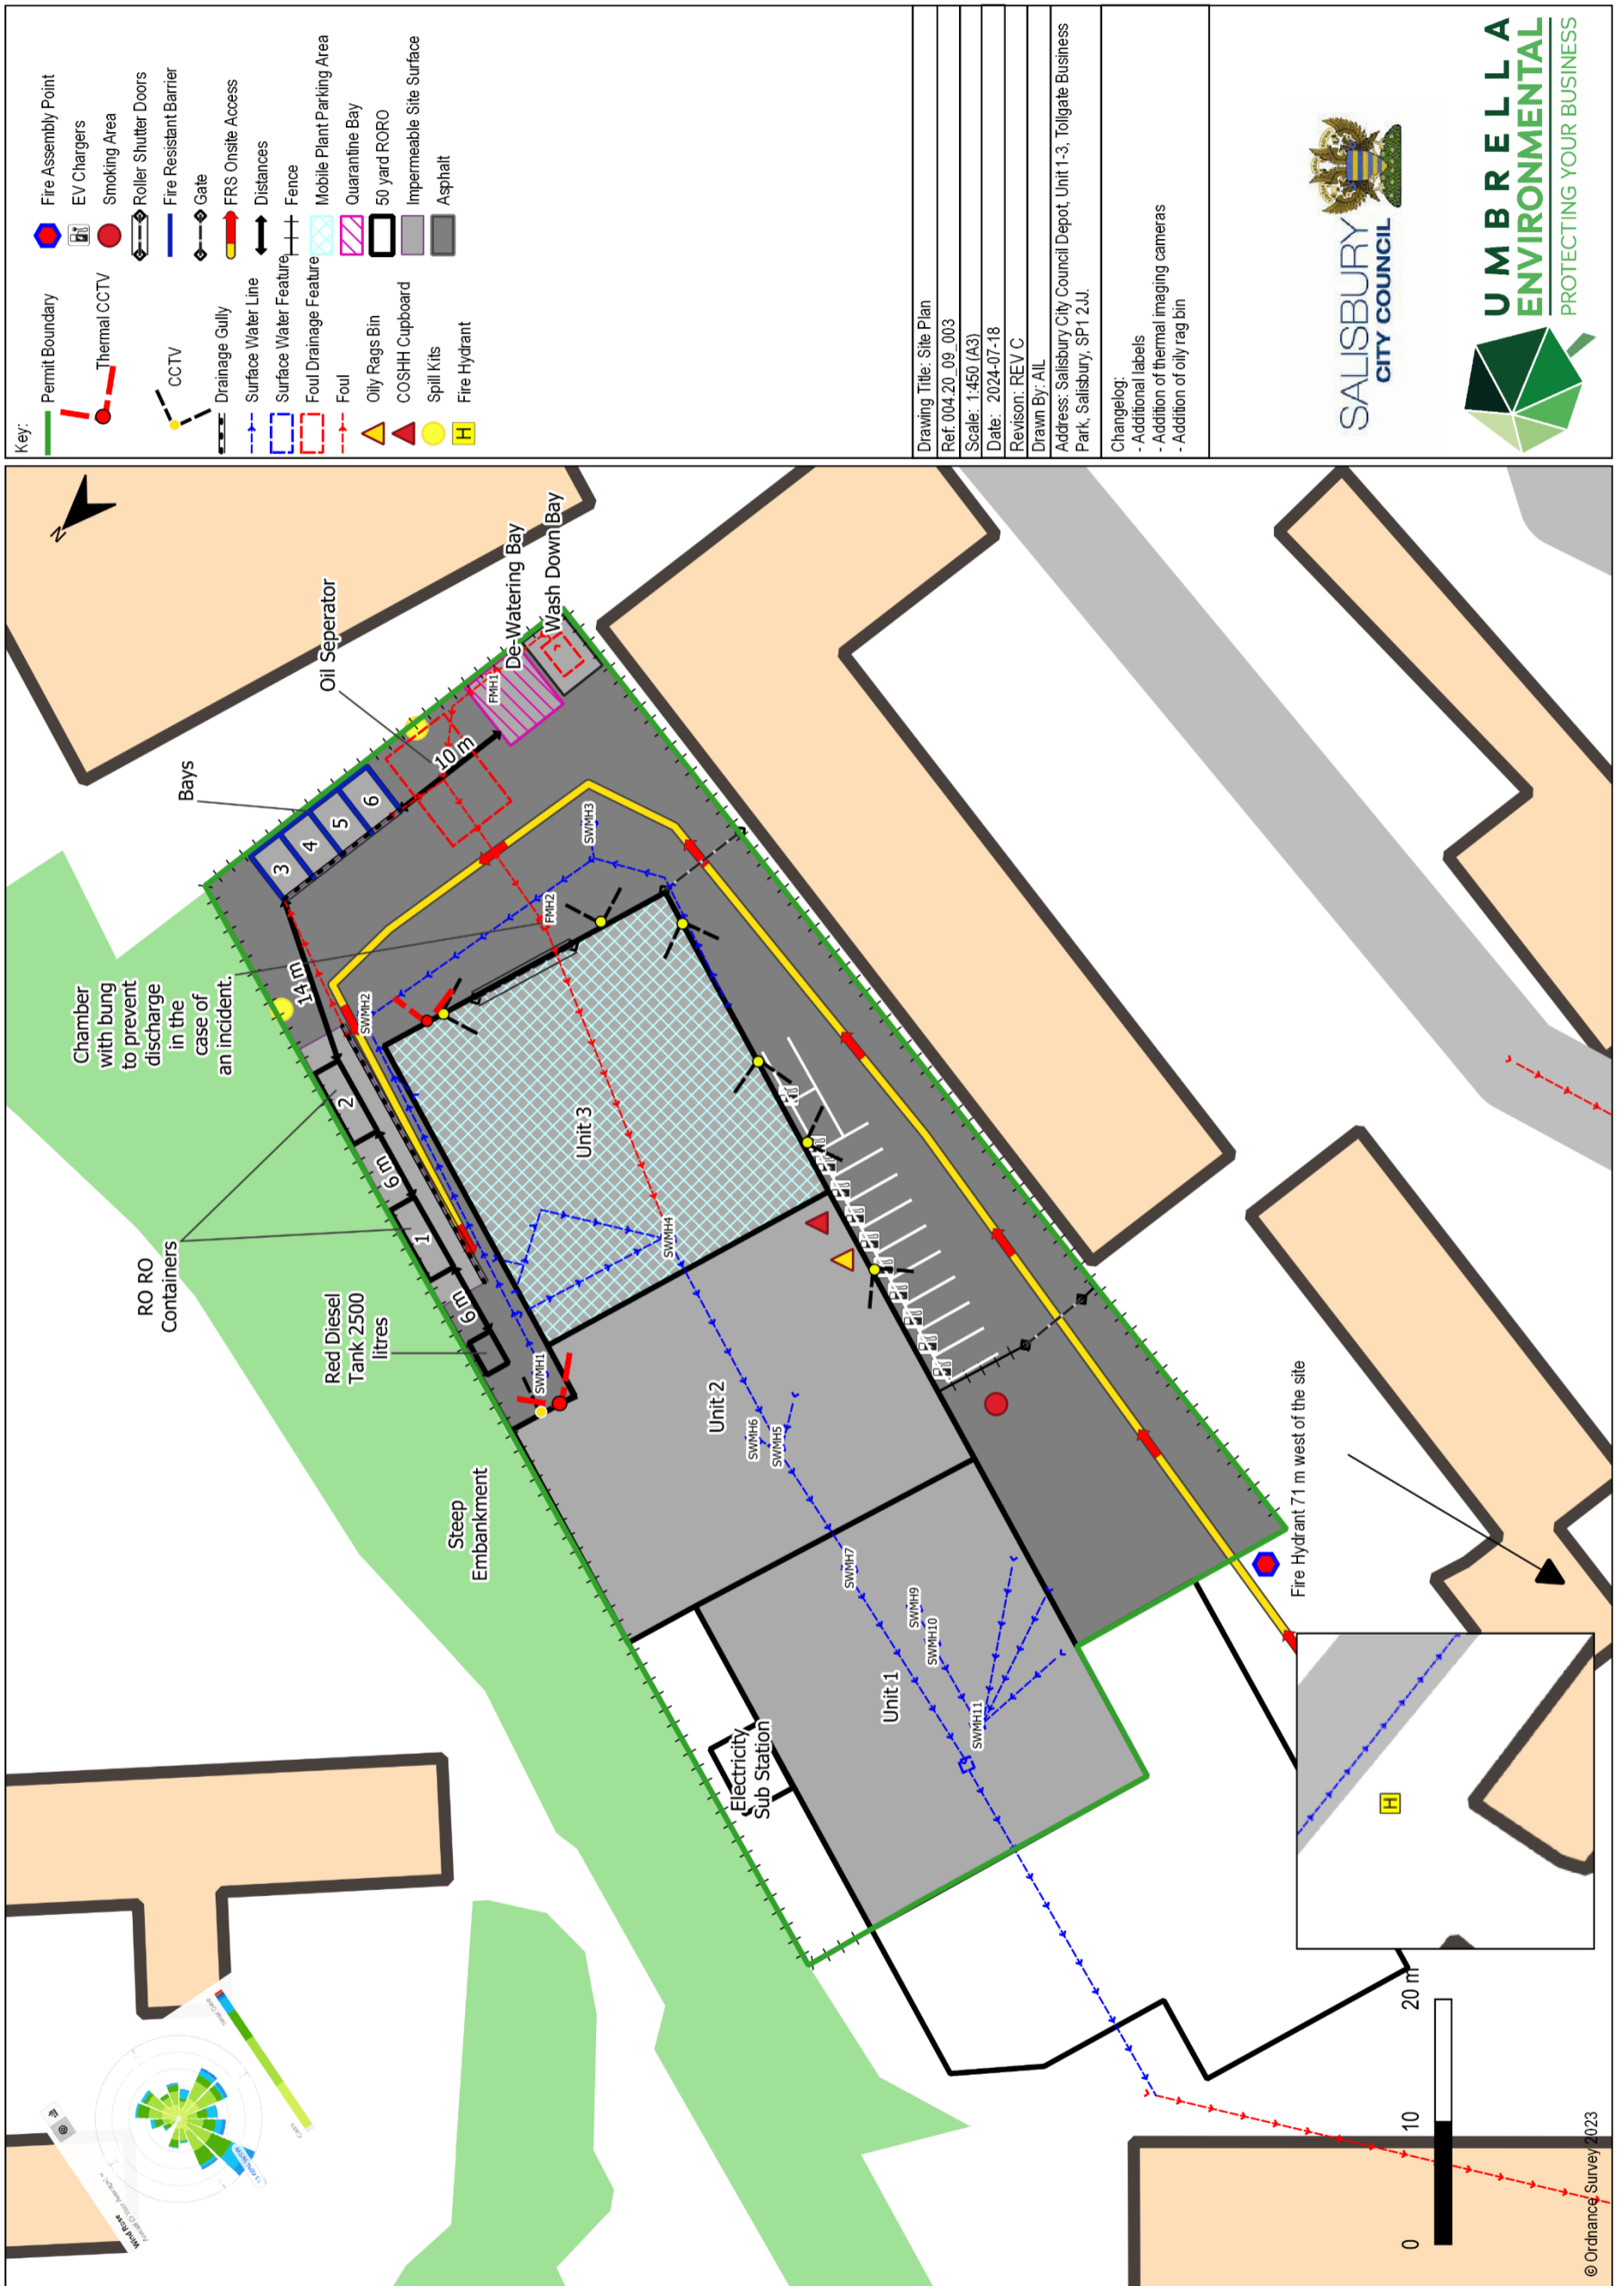 Key:
Permit Boundary
Thermal CCTV
CCTV
Drainage Gully
Surface Water Line
Surface Water Feature
Foul Drainage Feature
Foul
Oily Rags Bin
COSHH Cupboard
Spill Kits
H
Fire Hydrant
Fire Assembly Point
EV Chargers
Smoking Area
Roller Shutter Doors
Fire Resistant Barrier
Gate
FRS Onsite Access
Distances
Fence
Mobile Plant Parking Area
Quarantine Bay
50 yard RORO
Impermeable Site Surface
Asphalt
Drawing Title: Site Plan
Ref: 004.20_09_003
Scale: 1:450 (A3)
Date: 2024-07-18
Revison: REV C
Drawn By: AIL
Address: Salisbury City Council Depot, Unit 1-3, Tollgate Business
Park, Salisbury, SP1 2JJ.
Changelog:
- Additional labels
- Addition of thermal imaging cameras
- Addition of oily rag bin
SALISBURY
CITY COUNCIL
UMBRELLA
ENVIRONMENTAL
PROTECTING YOUR BUSINESS
N
Wind Rose
Electricity
Sub Station
Steep
Embankment
Red Diesel
Tank 2500
litres
RO RO
Containers
Chamber
with bung
to prevent
discharge
in the
case of
an incident.
Bays
Oil Seperator
De-Watering Bay
Wash Down Bay
6 m
1
6 m
2
14 m
3
4
5
6
10 m
FMH1
FMH2
SWMH1
SWMH2
SWMH3
SWMH4
SWMH5
SWMH6
SWMH7
SWMH9
SWMH10
SWMH11
Unit 1
Unit 2
Unit 3
Fire Hydrant 71 m west of the site
H
0
10
20 m
© Ordnance Survey 2023